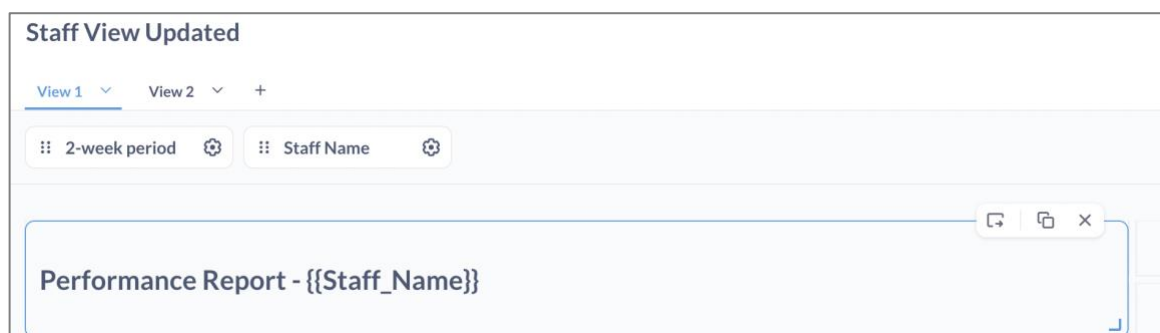 Staff View Updated
View 1 View 2 +
2-week period Staff Name
Performance Report - {{Staff_Name}}